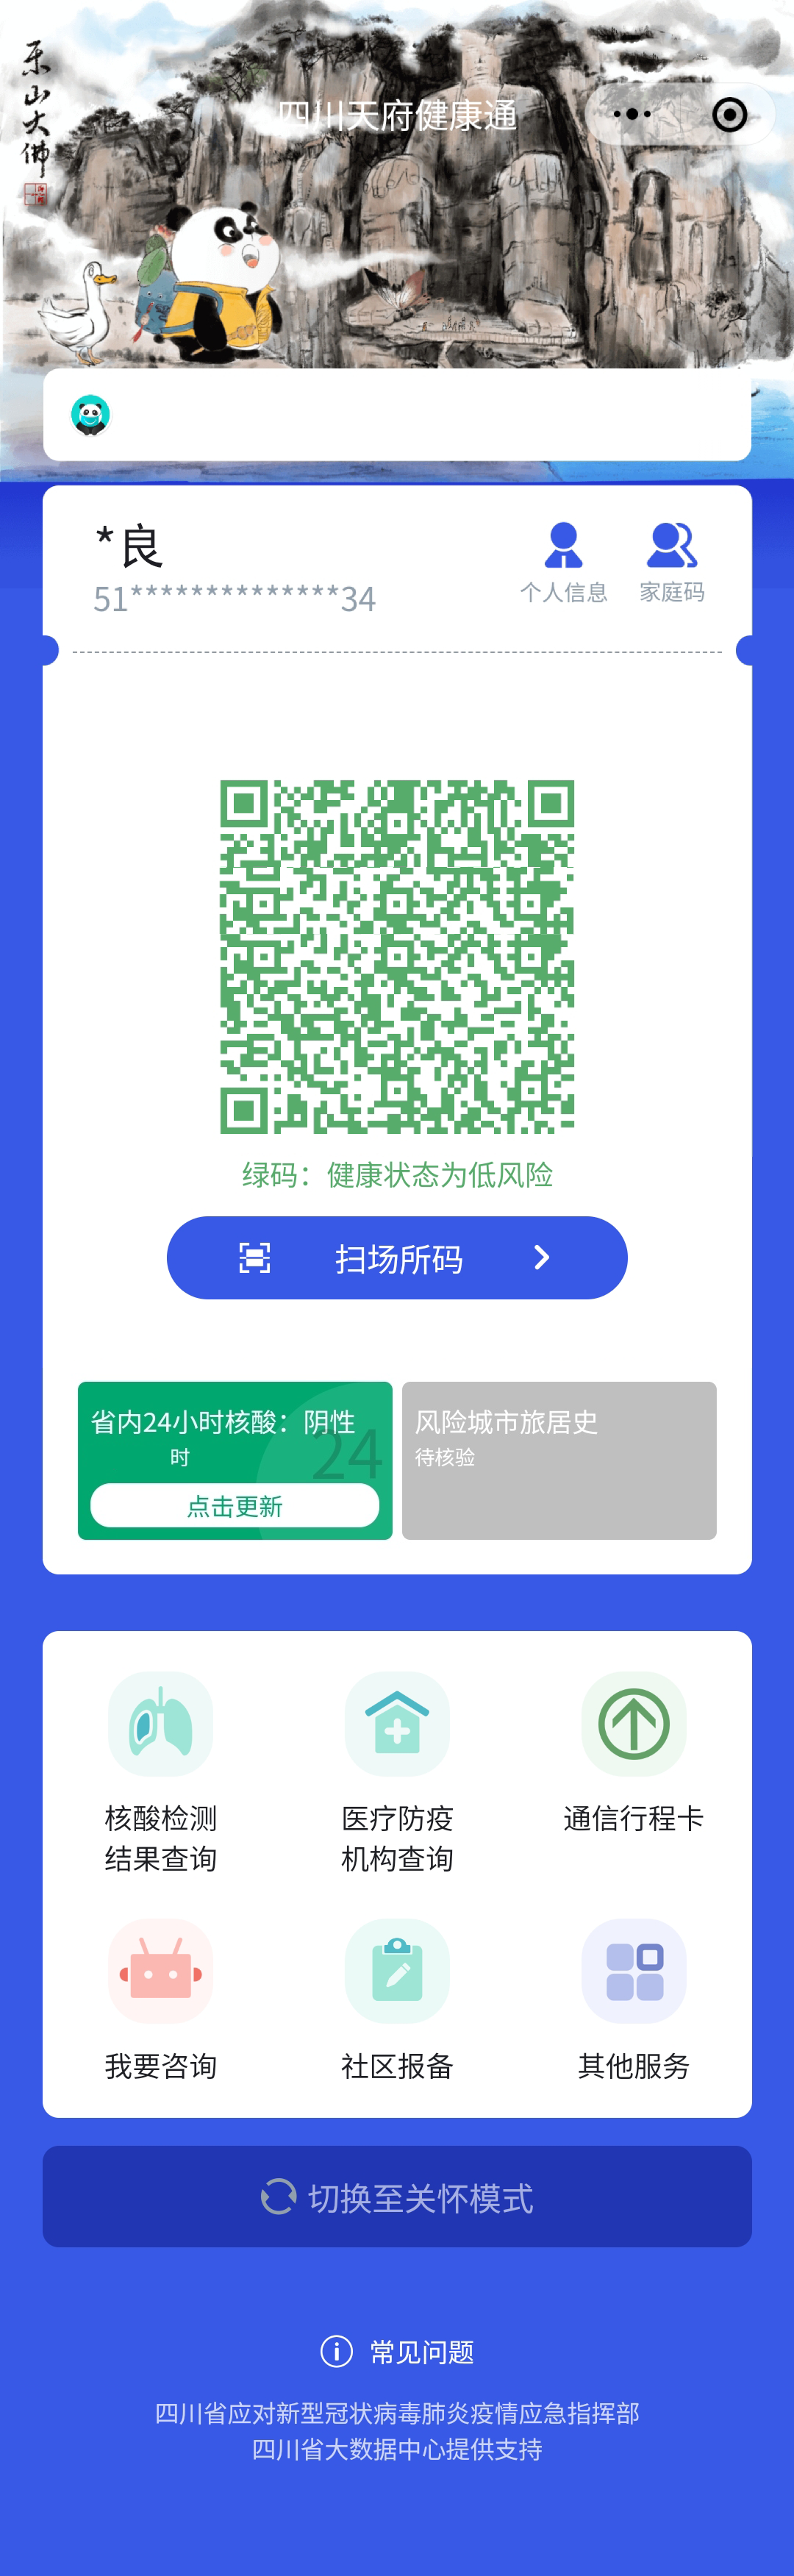 乐山大佛
四川天府健康通
*良
51**************34
个人信息
家庭码
绿码：健康状态为低风险
扫场所码
省内24小时核酸：阴性
时
24
点击更新
风险城市旅居史
待核验
核酸检测
结果查询
医疗防疫
机构查询
通信行程卡
我要咨询
社区报备
其他服务
切换至关怀模式
常见问题
四川省应对新型冠状病毒肺炎疫情应急指挥部
四川省大数据中心提供支持